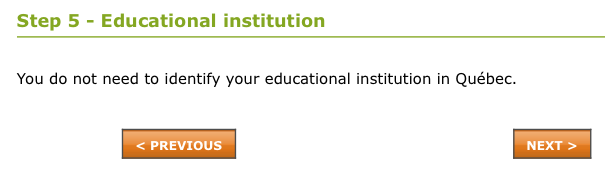 Step 5 - Educational institution
You do not need to identify your educational institution in Québec.
< PREVIOUS
NEXT >